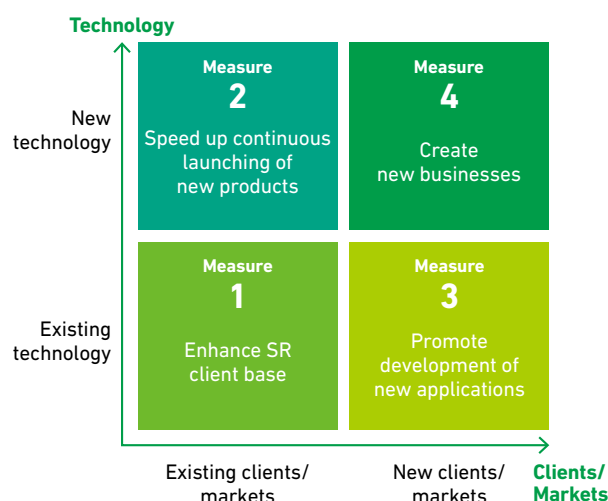 Technology
New
technology
Measure
2
Speed up continuous
launching of
new products
Measure
4
Create
new businesses
Existing
technology
Measure
1
Enhance SR
client base
Measure
3
Promote
development of
new applications
Existing clients/
markets
New clients/
markets
Clients/
Markets